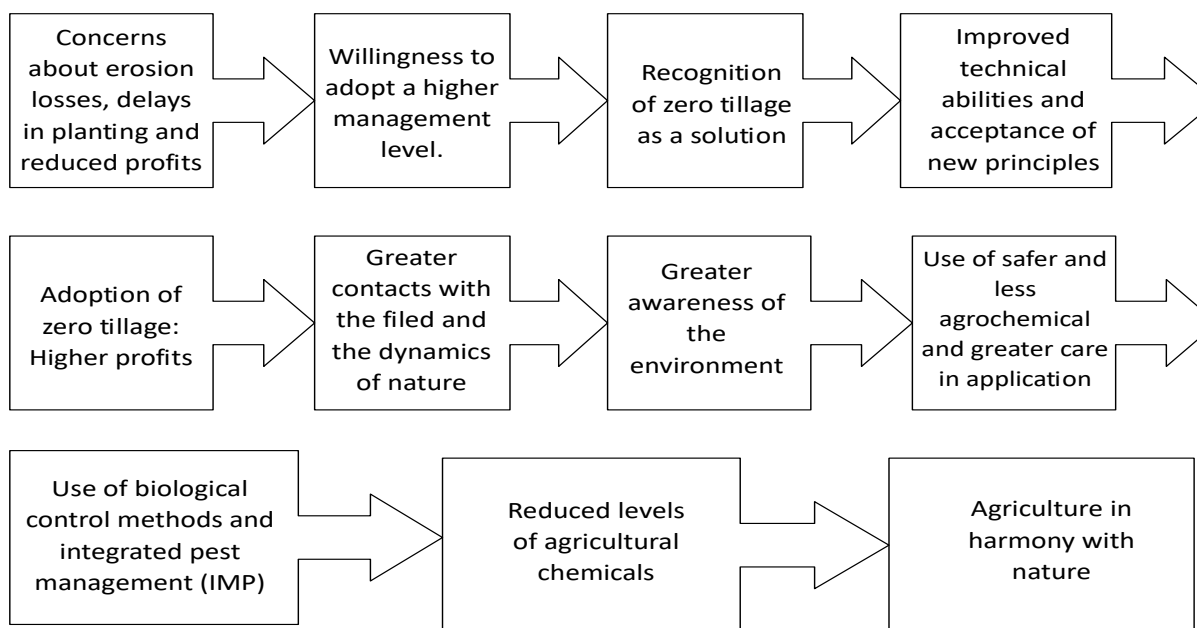 Concerns
about erosion
losses, delays
in planting and
reduced profits
Willingness to
adopt a higher
management
level.
Recognition
of zero tillage
as a solution
Improved
technical
abilities and
acceptance of
new principles
Adoption of
zero tillage:
Higher profits
Greater
contacts with
the filed and
the dynamics
of nature
Greater
awareness of
the
environment
Use of safer and
less
agrochemical
and greater care
in application
Use of biological
control methods and
integrated pest
management (IMP)
Reduced levels
of agricultural
chemicals
Agriculture in
harmony with
nature